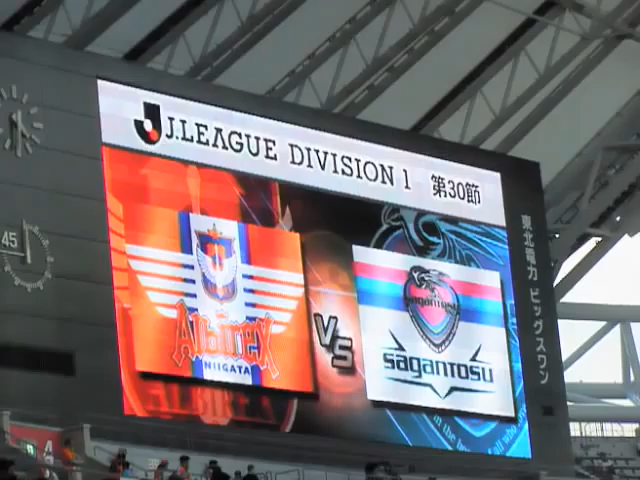 J.LEAGUE DIVISION 1 第30節
45
AlbireX
NIIGATA
VS
sagantosu
sagantosu
東北電力 ビッグスワン
ALBIREX